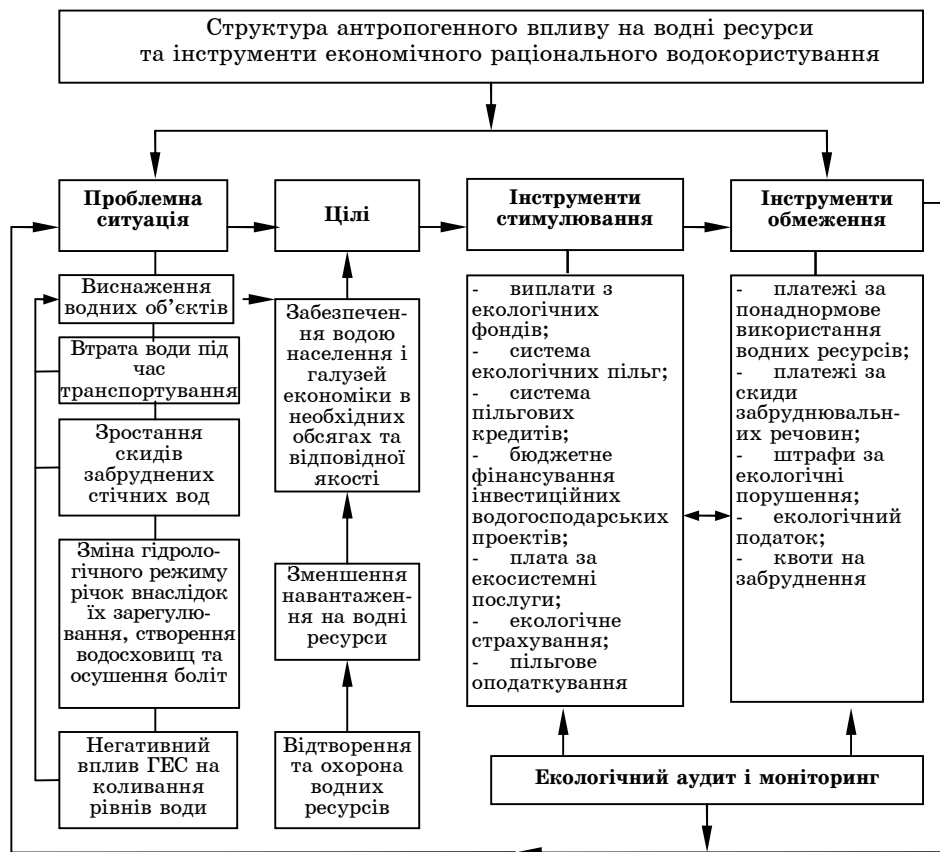 Структура антропогенного впливу на водні ресурси
та інструменти економічного раціонального водокористування
Проблемна
ситуація
Цілі
Інструменти
стимулювання
Інструменти
обмеження
Виснаження
водних об’єктів
Втрата води під
час
транспортування
Зростання
скидів
забруднених
стічних вод
Зміна гідроло-
гічного режиму
річок внаслідок
їх зарегулю-
вання, створення
водосховищ та
осушення боліт
Негативний
вплив ГЕС на
коливання
рівнів води
Забезпечен-
ня водою
населення і
галузей
економіки в
необхідних
обсягах та
відповідної
якості
Зменшення
навантажен-
ня на водні
ресурси
Відтворення
та охорона
водних
ресурсів
- виплати з
екологічних
фондів;
- система
екологічних пільг;
- система
пільгових
кредитів;
- бюджетне
фінансування
інвестиційних
водогосподарських
проектів;
- плата за
екосистемні
послуги;
- екологічне
страхування;
- пільгове
оподаткування
- платежі за
понаднормове
використання
водних ресурсів;
- платежі за
скиди
забруднювальн-
их речовин;
- штрафи за
екологічні
порушення;
- екологічний
податок;
- квоти на
забруднення
Екологічний аудит і моніторинг